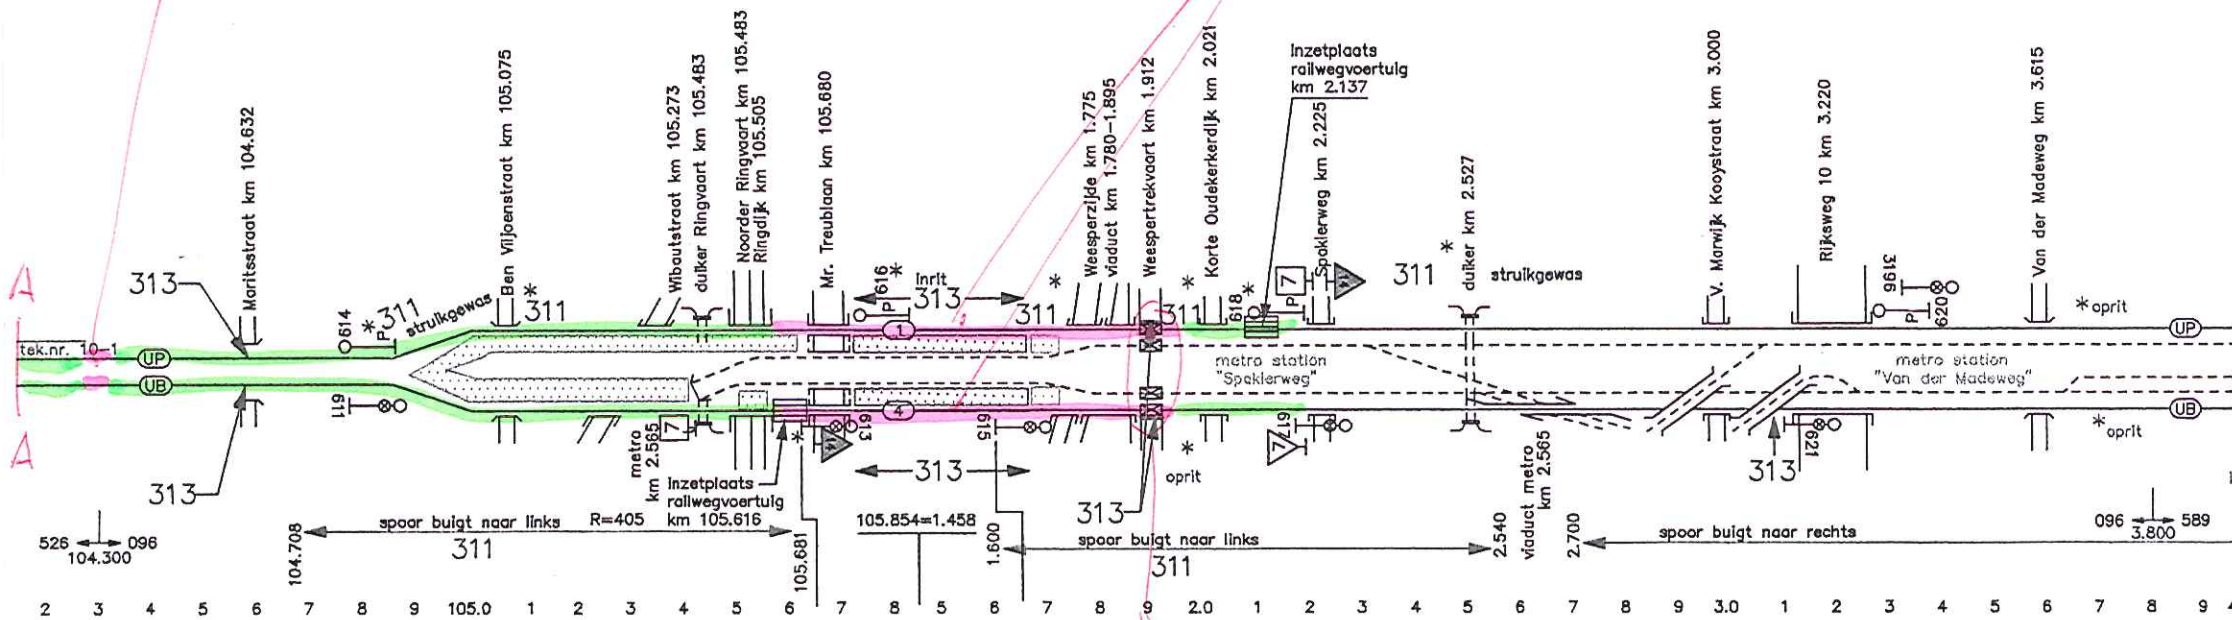 Maritsstraat km 104.632
Ben Viljoenstraat km 105.075
Wibautstraat km 105.273
duiker Ringvaart km 105.483
Noorder Ringvaart km 105.483
Ringdijk km 105.505
Mr. Treublaan km 105.680
Weesperzijde km 1.775
viaduct km 1.780-1.895
Weespertrekvaart km 1.912
Korte Oudekerkerdijk km 2.021
Inzetplaats
railwegvoertuig
km 2.137
Spaklerweg km 2.225
duiker km 2.527
V. Marwijk Kooystraat km 3.000
Rijksweg 10 km 3.220
Van der Madeweg km 3.615
A
313
614
* 311
struikgewas
P
* 311
616
*
P
inrit
313
*
311
*
311
618
*
P
7
311
*
struikgewas
3196
620
P
* oprit
tek.nr. 10-1
UP
1
UP
UB
4
UB
metro station
"Spaklerweg"
metro station
"Van der Madeweg"
A
611
313
7
metro
km 2.565
Inzetplaats
railwegvoertuig
km 105.616
*
613
615
313
*
oprit
313
617
7
viaduct metro
km 2.565
313
621
* oprit
526 096
104.300
104.708
spoor buigt naar links R=405
311
105.681
105.854=1.458
1.600
spoor buigt naar links
311
2.540
2.700
spoor buigt naar rechts
096 589
3.800
2 3 4 5 6 7 8 9 105.0 1 2 3 4 5 6 7 8 5 6 7 8 9 2.0 1 2 3 4 5 6 7 8 9 3.0 1 2 3 4 5 6 7 8 9